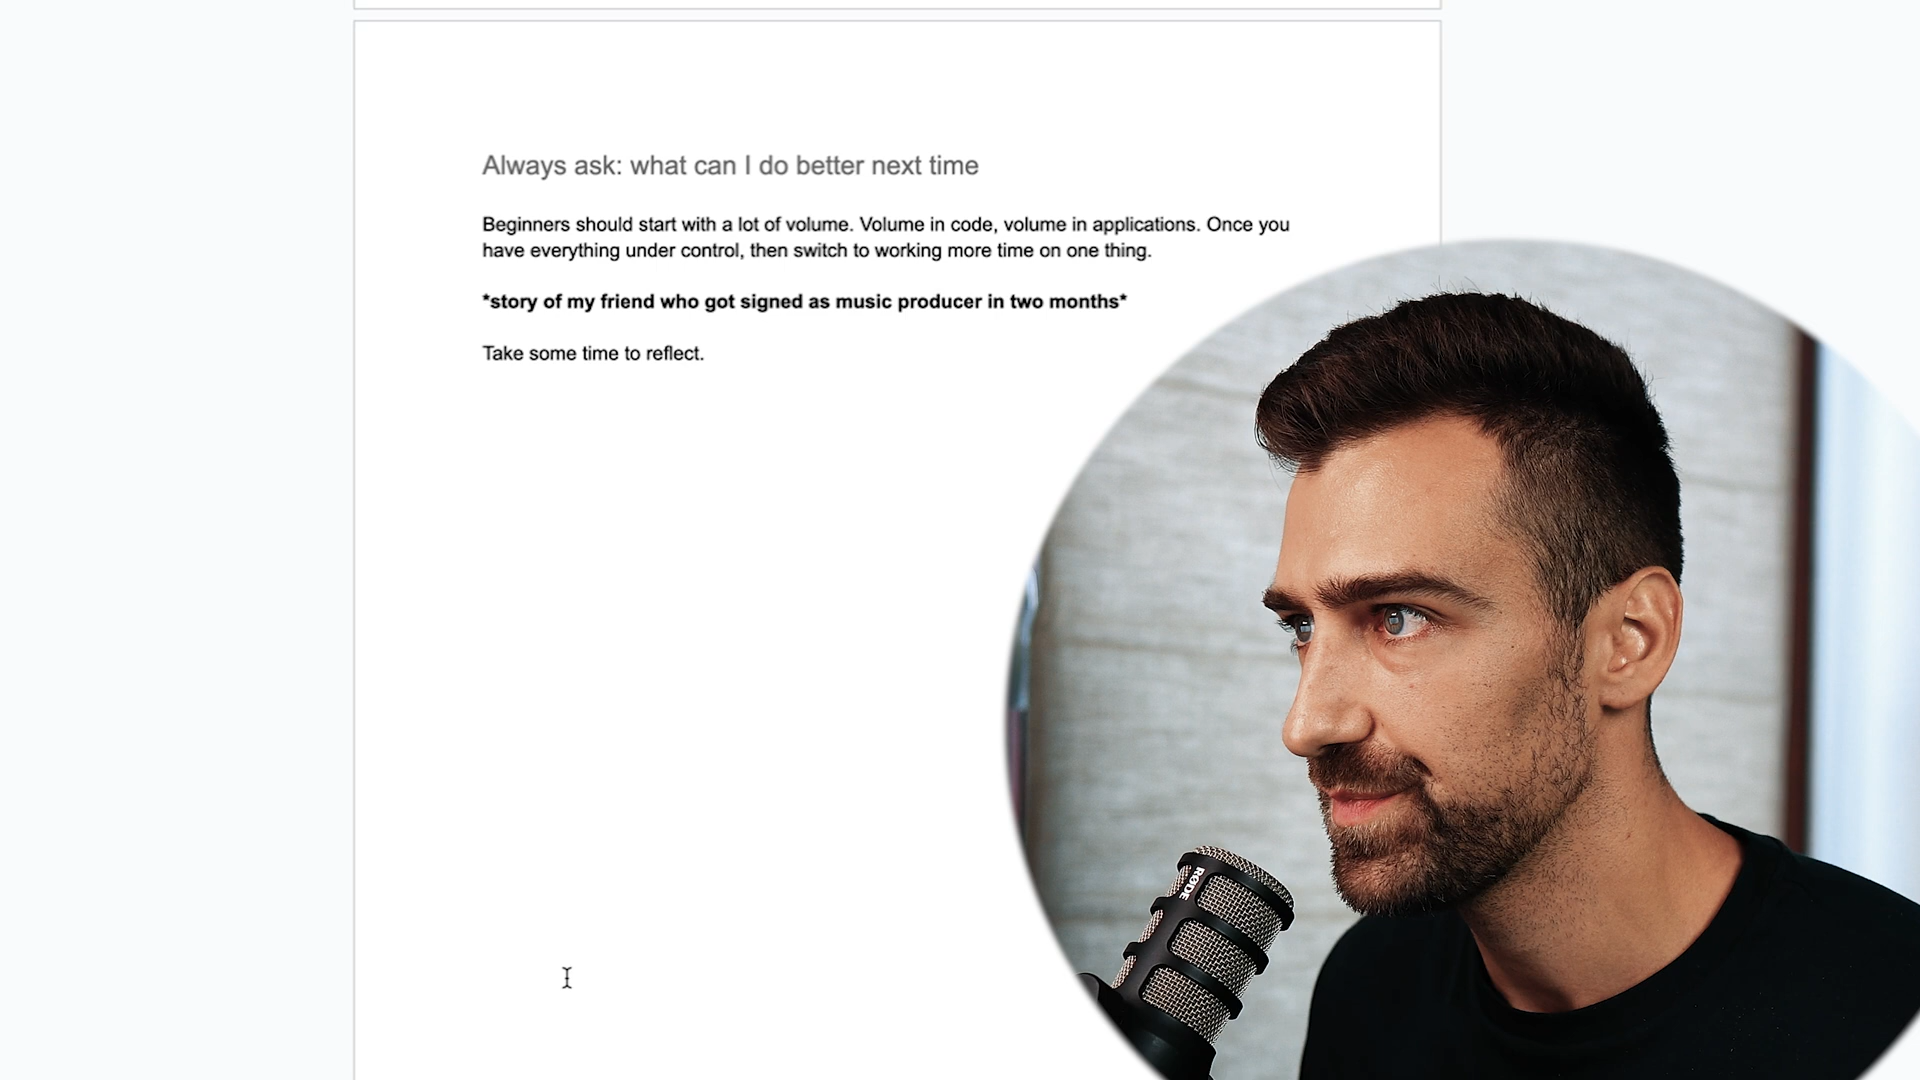 Always ask: what can I do better next time
Beginners should start with a lot of volume. Volume in code, volume in applications. Once you
have everything under control, then switch to working more time on one thing.
*story of my friend who got signed as music producer in two months*
Take some time to reflect.
RØDE